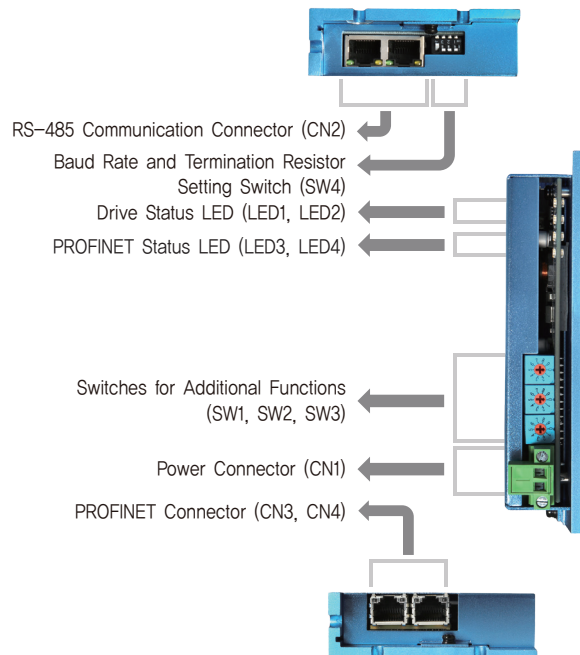 RS-485 Communication Connector (CN2)
Baud Rate and Termination Resistor
Setting Switch (SW4)
Drive Status LED (LED1, LED2)
PROFINET Status LED (LED3, LED4)
Switches for Additional Functions
(SW1, SW2, SW3)
Power Connector (CN1)
PROFINET Connector (CN3, CN4)